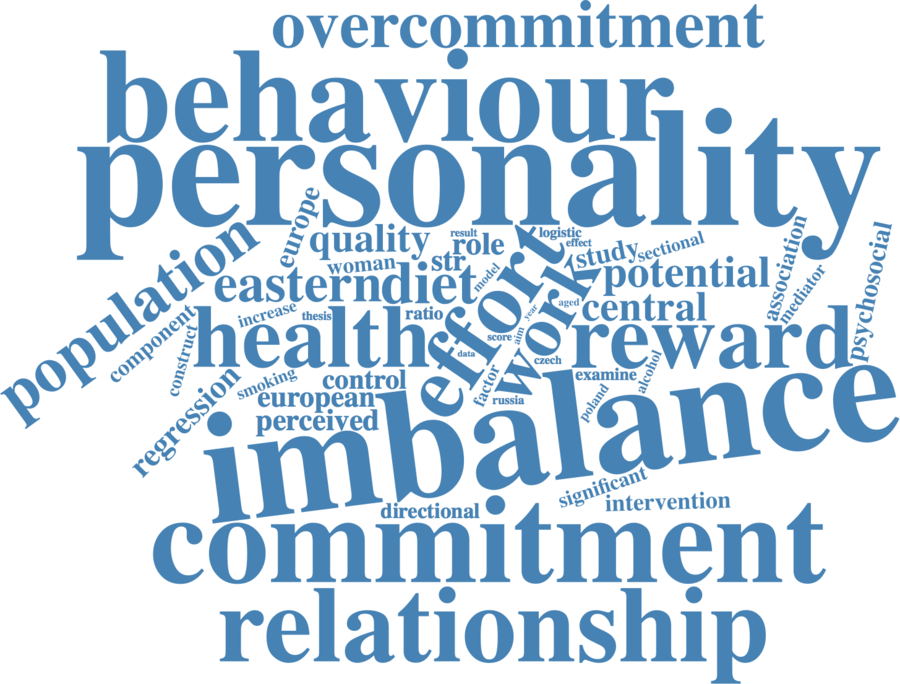 overcommitment
behaviour
personality
population
europe
quality
result
role
logistic
effect
study
sectional
association
mediator
psychosocial
woman
str
model
effort
work
potential
eastern
diet
central
component
construct
increase
thesis
ratio
health
score
aim
year
aged
reward
data
czech
regression
smoking
control
european
perceived
factor
russia
examine
poland
alcohol
imbalance
directional
significant
intervention
commitment
relationship